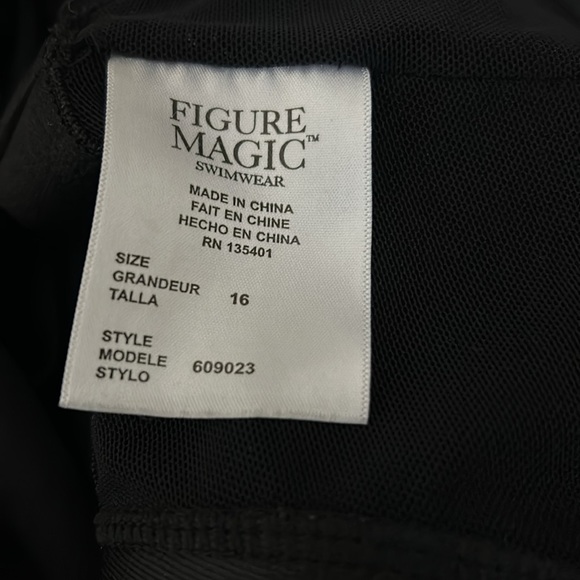 FIGURE
MAGIC™
SWIMWEAR
MADE IN CHINA
FAIT EN CHINE
HECHO EN CHINA
RN 135401
SIZE
GRANDEUR 16
TALLA
STYLE
MODELE 609023
STYLO